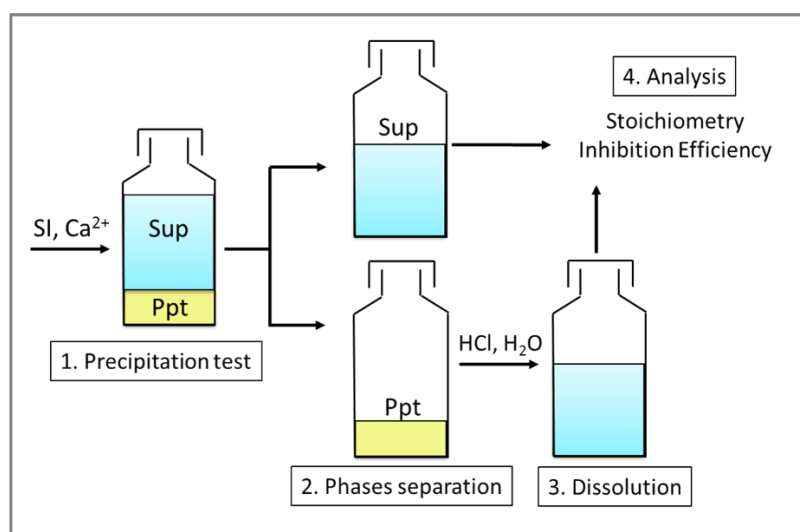 SI, Ca²⁺
Sup
Ppt
1. Precipitation test
Sup
Ppt
2. Phases separation
HCl, H₂O
3. Dissolution
4. Analysis
Stoichiometry
Inhibition Efficiency